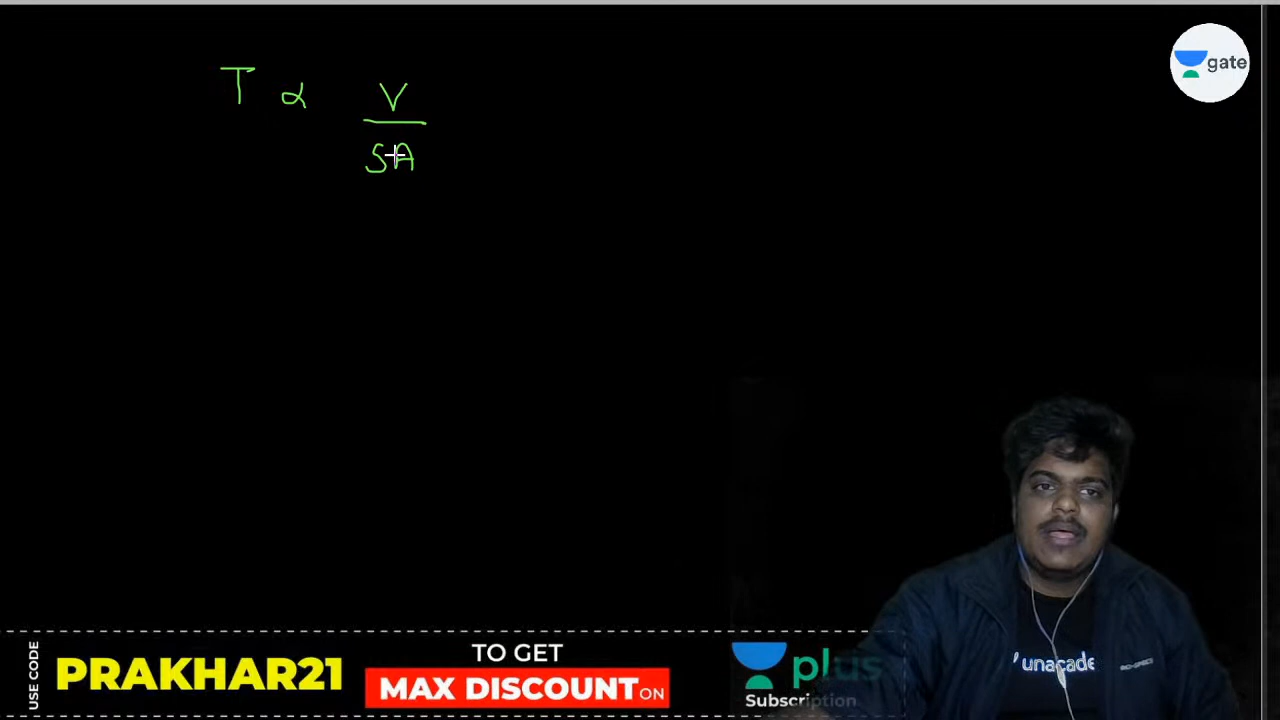 gate
T ∝ V
SA
USE CODE
PRAKHAR21
TO GET
MAX DISCOUNT ON
plus
Subscription
unacade